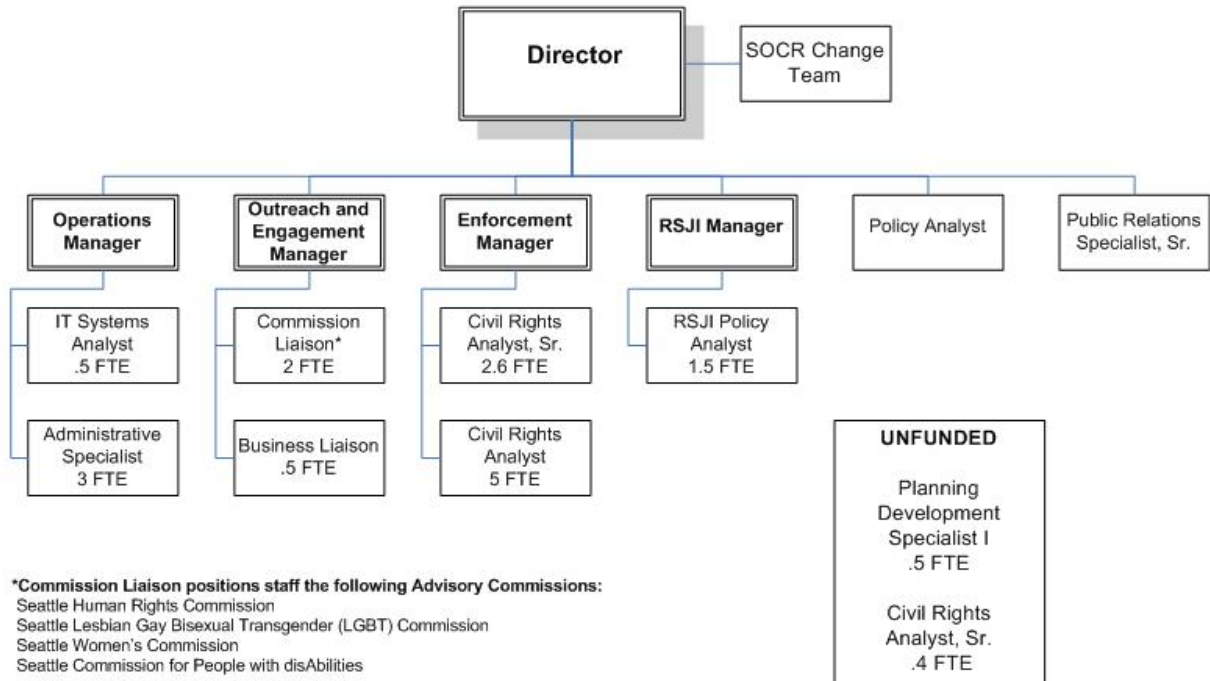 Director
SOCR Change
Team
Operations
Manager
Outreach and
Engagement
Manager
Enforcement
Manager
RSJI Manager
Policy Analyst
Public Relations
Specialist, Sr.
IT Systems
Analyst
.5 FTE
Commission
Liaison*
2 FTE
Civil Rights
Analyst, Sr.
2.6 FTE
RSJI Policy
Analyst
1.5 FTE
Administrative
Specialist
3 FTE
Business Liaison
.5 FTE
Civil Rights
Analyst
5 FTE
UNFUNDED
Planning
Development
Specialist I
.5 FTE
Civil Rights
Analyst, Sr.
.4 FTE
*Commission Liaison positions staff the following Advisory Commissions:
Seattle Human Rights Commission
Seattle Lesbian Gay Bisexual Transgender (LGBT) Commission
Seattle Women's Commission
Seattle Commission for People with disAbilities